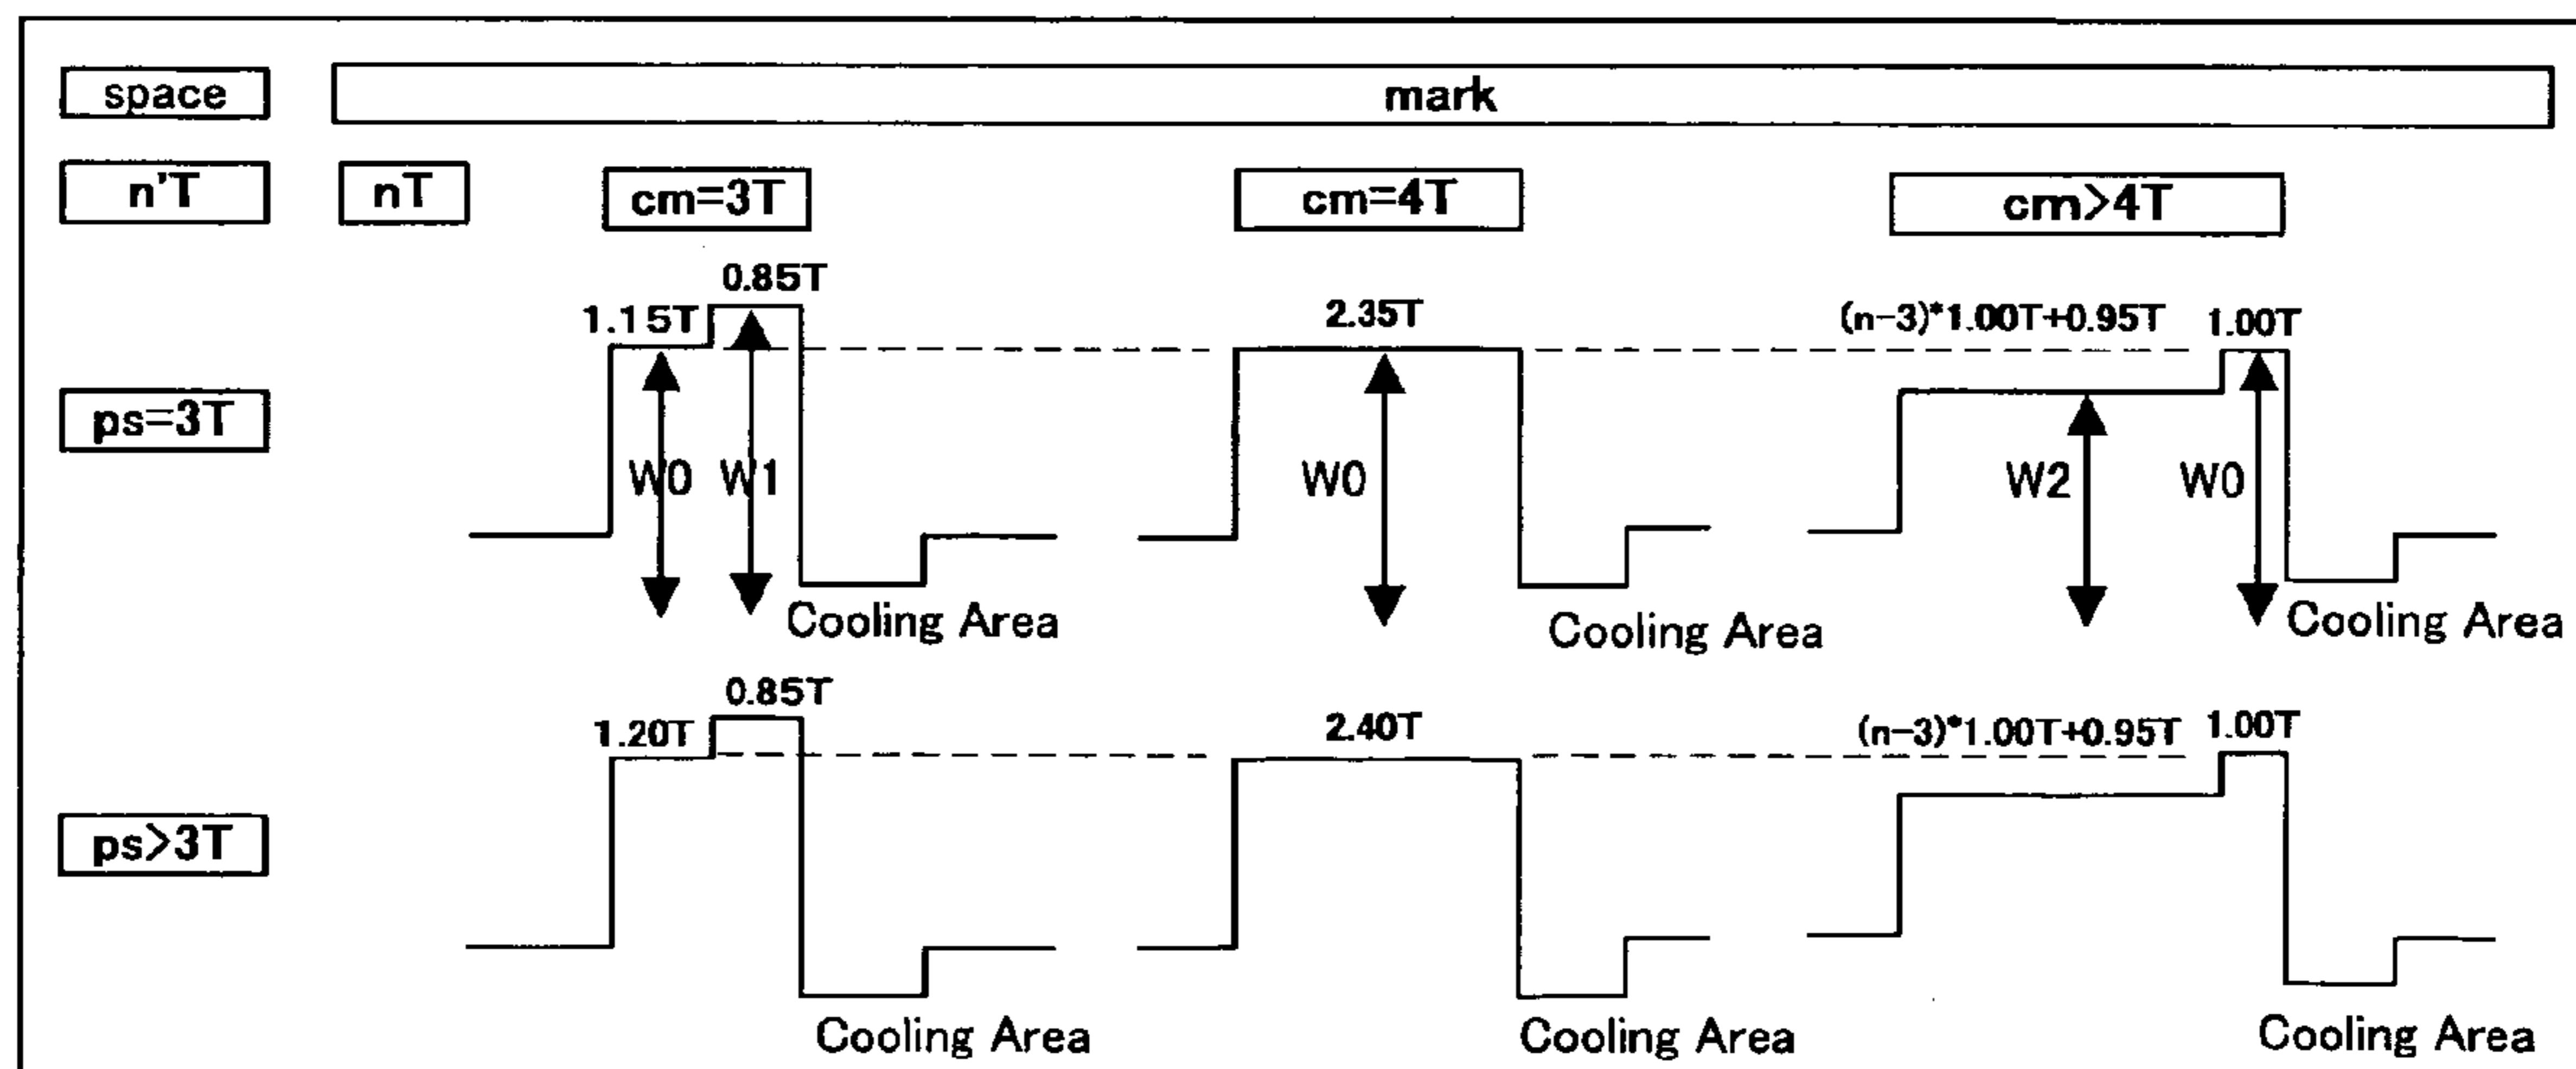 space mark
n'T nT cm=3T cm=4T cm>4T
0.85T
1.15T 2.35T (n-3)*1.00T+0.95T 1.00T
ps=3T
W0 W1 W0 W2 W0
Cooling Area Cooling Area Cooling Area
0.85T
1.20T 2.40T (n-3)*1.00T+0.95T 1.00T
ps>3T
Cooling Area Cooling Area Cooling Area